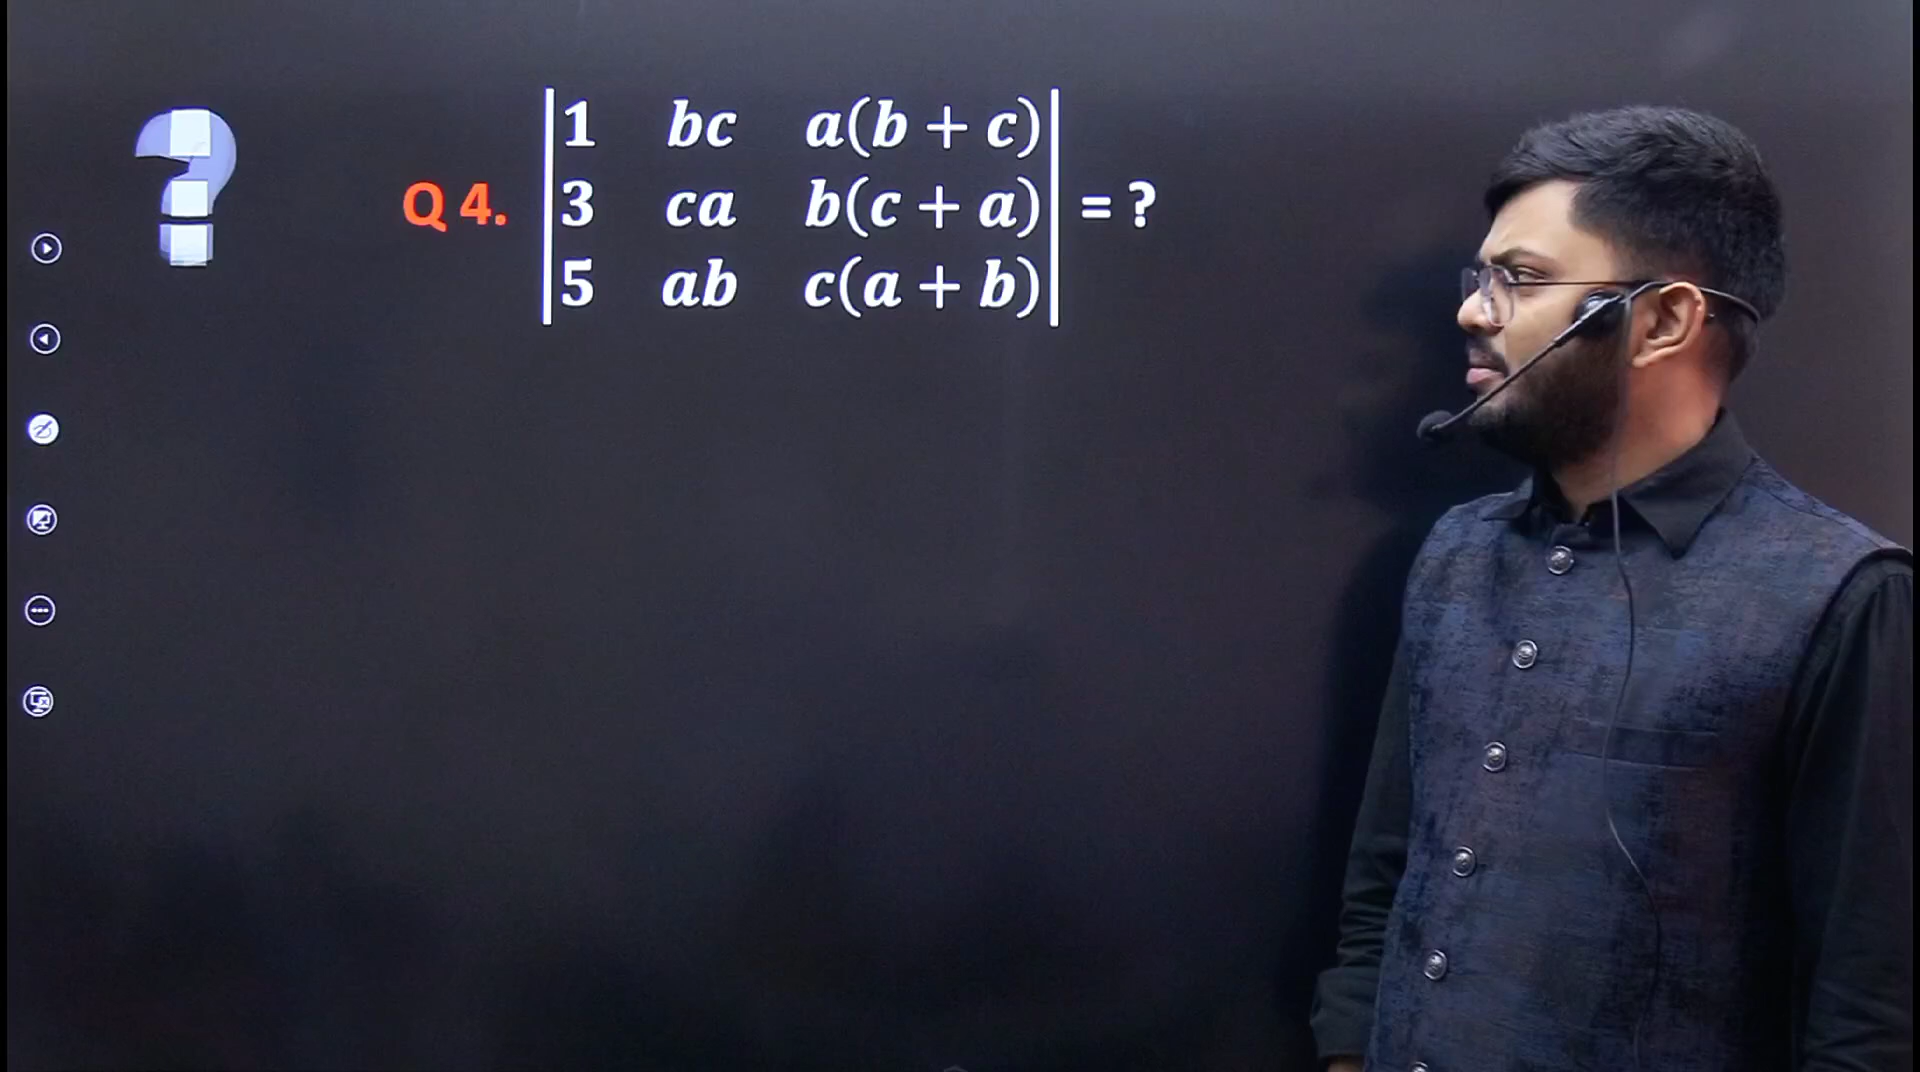 Q 4. | 1 bc a(b + c) |
| 3 ca b(c + a) | = ?
| 5 ab c(a + b) |